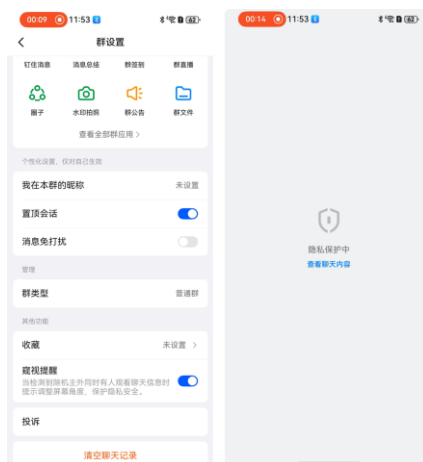 00:09
11:53
62
群设置
钉住消息 消息总结 群签到 群直播
圈子 水印拍照 群公告 群文件
查看全部群应用 >
个性化设置，仅对自己生效
我在本群的昵称 未设置
置顶会话
消息免打扰
管理
群类型 普通群
其他功能
收藏 未设置 >
窥视提醒
当检测到除机主外同时有人观看聊天信息时
提示调整屏幕角度，保护隐私安全。
投诉
清空聊天记录
00:14
11:53
62
隐私保护中
查看聊天内容